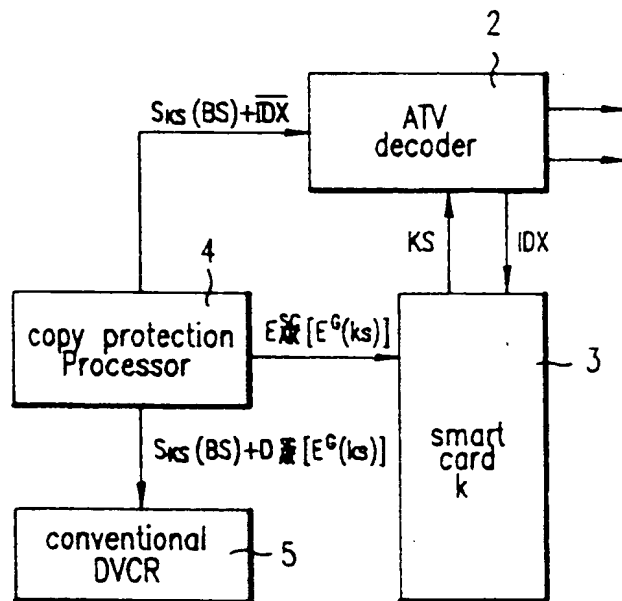 2
S_KS(BS)+IDX
ATV
decoder
KS
IDX
4
copy protection
Processor
[E^G(ks)]
3
S_KS(BS)+D [E^G(ks)]
smart
card
k
conventional
DVCR
5